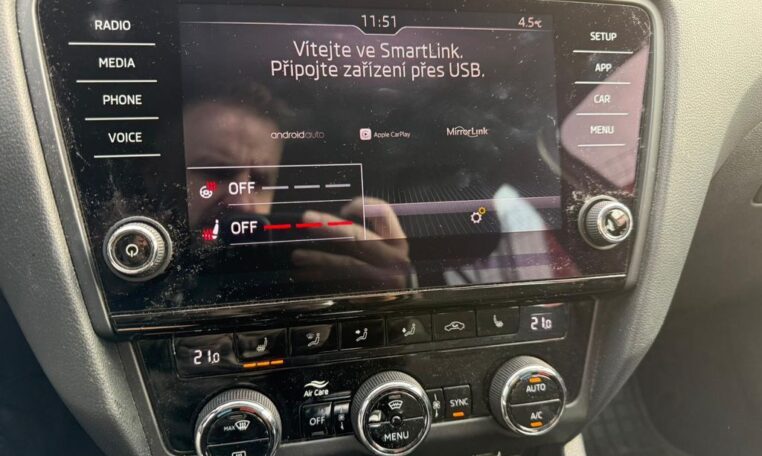 11:51
4.5°C
RADIO
MEDIA
PHONE
VOICE
Vítejte ve SmartLink.
Připojte zařízení přes USB.
androidauto
Apple CarPlay
MirrorLink
OFF
OFF
SETUP
APP
CAR
MENU
21.0
21.0
Air Care
MAX
OFF
MENU
SYNC
AUTO
A/C